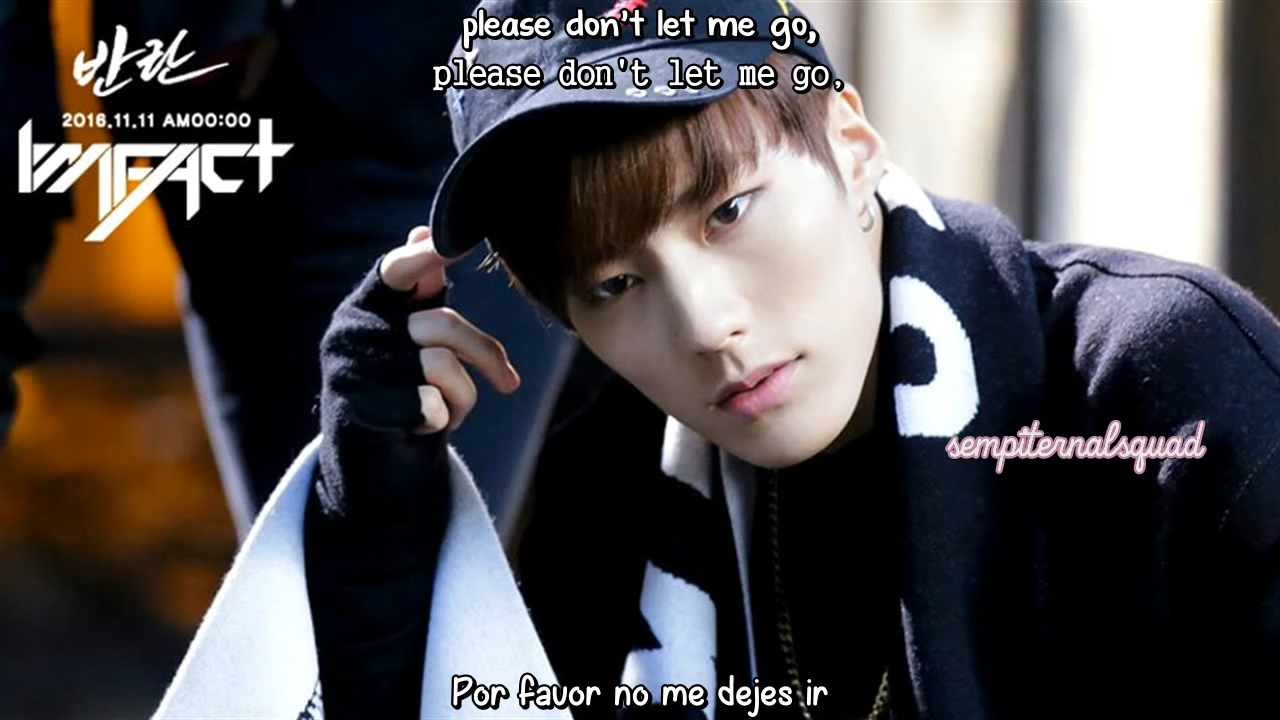 please don't let me go,
please don't let me go,
반란
2016.11.11 AM00:00
IMFACT
sempiternalsquad
Por favor no me dejes ir